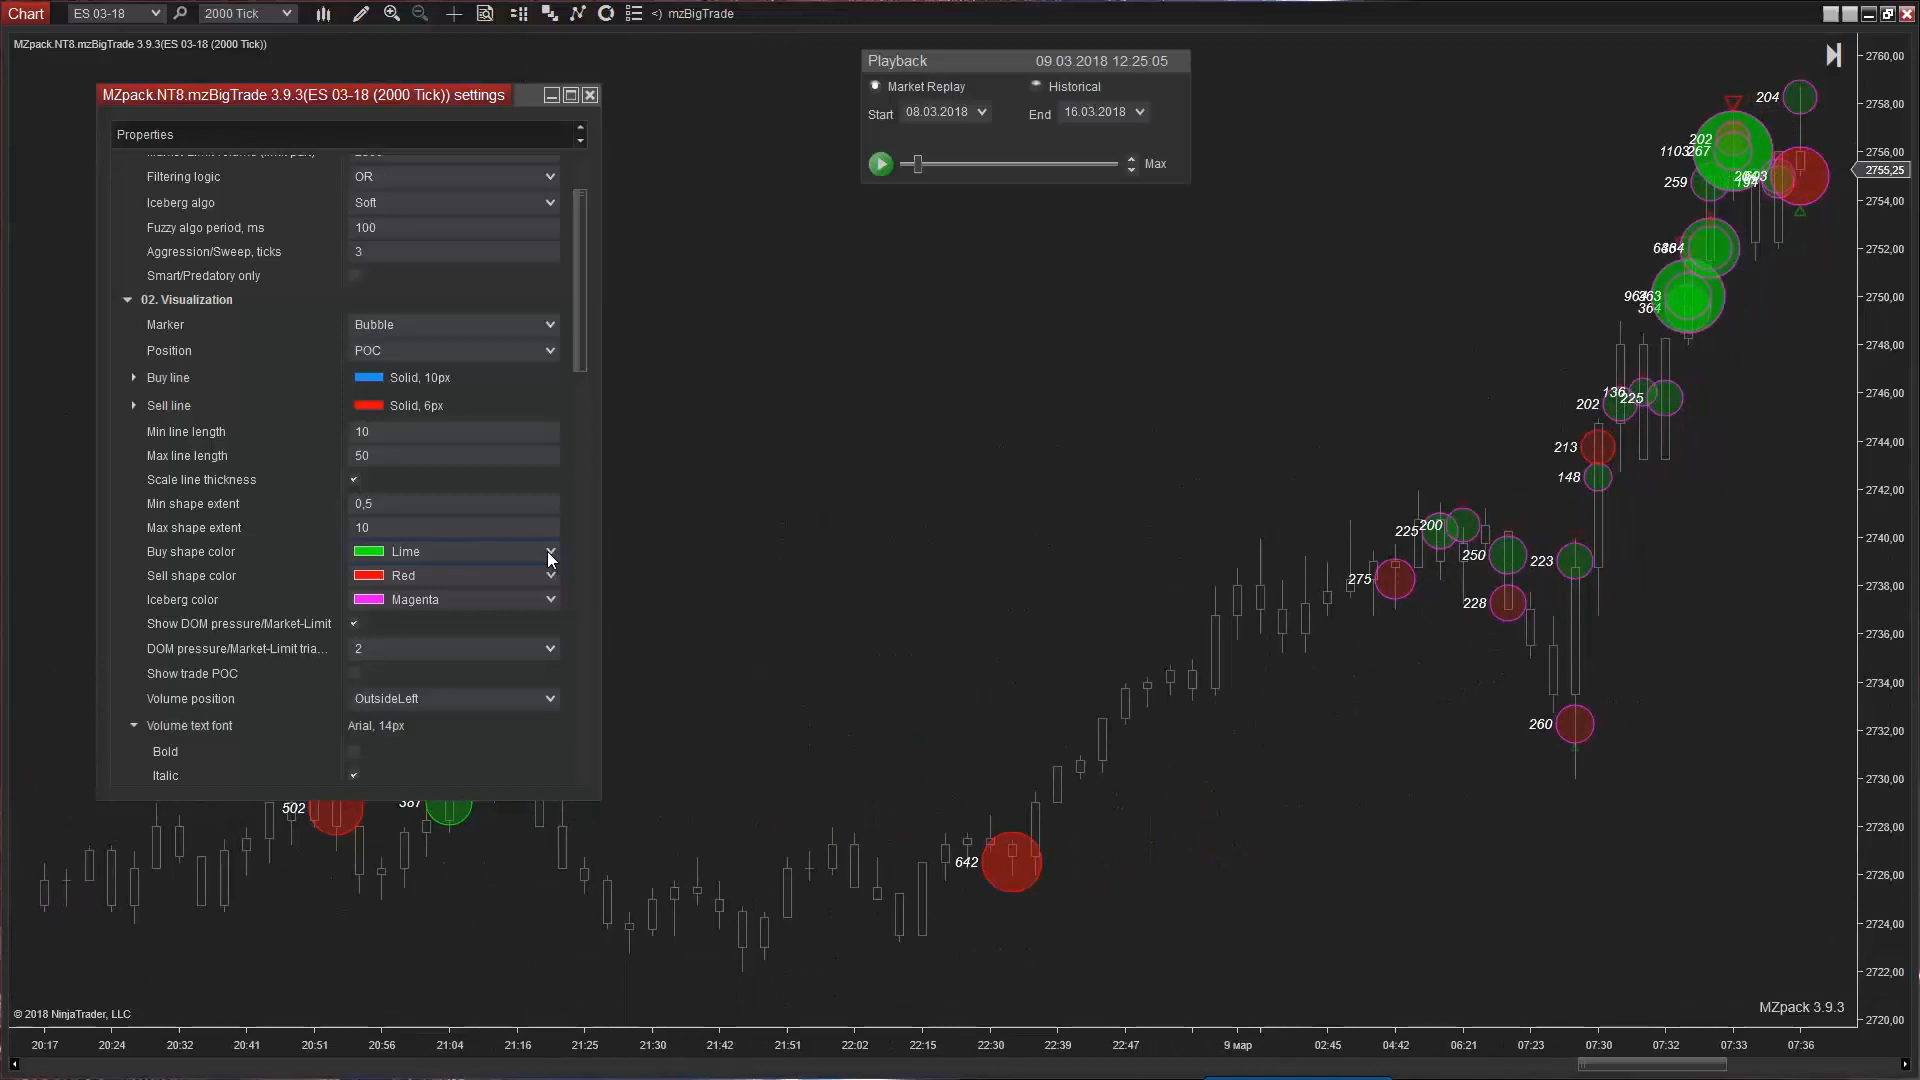 Chart
ES 03-18
2000 Tick
<> mzBigTrade
MZpack.NT8.mzBigTrade 3.9.3(ES 03-18 (2000 Tick))
Playback
09.03.2018 12:25:05
Market Replay
Historical
Start 08.03.2018
End 16.03.2018
Max
MZpack.NT8.mzBigTrade 3.9.3(ES 03-18 (2000 Tick)) settings
Properties
Filtering logic OR
Iceberg algo Soft
Fuzzy algo period, ms 100
Aggression/Sweep, ticks 3
Smart/Predatory only
02. Visualization
Marker Bubble
Position POC
Buy line Solid, 10px
Sell line Solid, 6px
Min line length 10
Max line length 50
Scale line thickness
Min shape extent 0,5
Max shape extent 10
Buy shape color Lime
Sell shape color Red
Iceberg color Magenta
Show DOM pressure/Market-Limit
DOM pressure/Market-Limit tria... 2
Show trade POC
Volume position OutsideLeft
Volume text font Arial, 14px
Bold
Italic
204
202
1103
267
259
194
364
136
225
202
213
148
225
200
250
223
275
228
260
502
387
642
2760,00
2758,00
2756,00
2755,25
2754,00
2752,00
2750,00
2748,00
2746,00
2744,00
2742,00
2740,00
2738,00
2736,00
2734,00
2732,00
2730,00
2728,00
2726,00
2724,00
2722,00
2720,00
© 2018 NinjaTrader, LLC
MZpack 3.9.3
20:17 20:24 20:32 20:41 20:51 20:56 21:04 21:16 21:25 21:30 21:42 21:51 22:02 22:15 22:30 22:39 22:47 9 мар 02:45 04:42 06:21 07:23 07:30 07:32 07:33 07:36